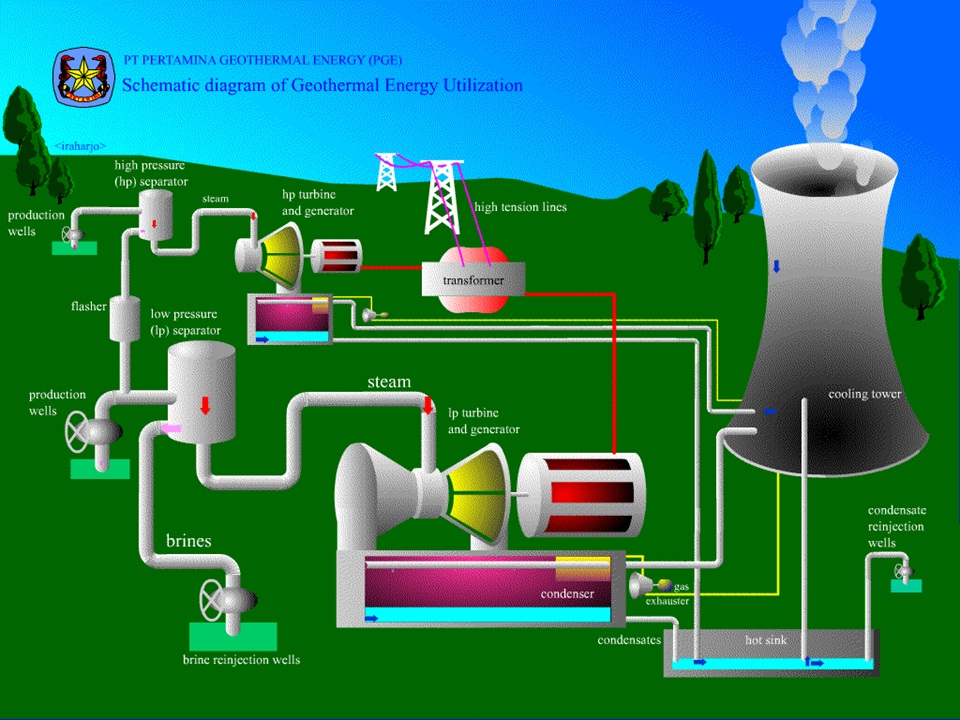 PT PERTAMINA GEOTHERMAL ENERGY (PGE)
Schematic diagram of Geothermal Energy Utilization
<iraharjo>
high pressure
(hp) separator
steam
hp turbine
and generator
production
wells
high tension lines
transformer
flasher
low pressure
(lp) separator
steam
production
wells
lp turbine
and generator
cooling tower
condensate
reinjection
wells
brines
condenser
gas
exhauster
condensates
hot sink
brine reinjection wells